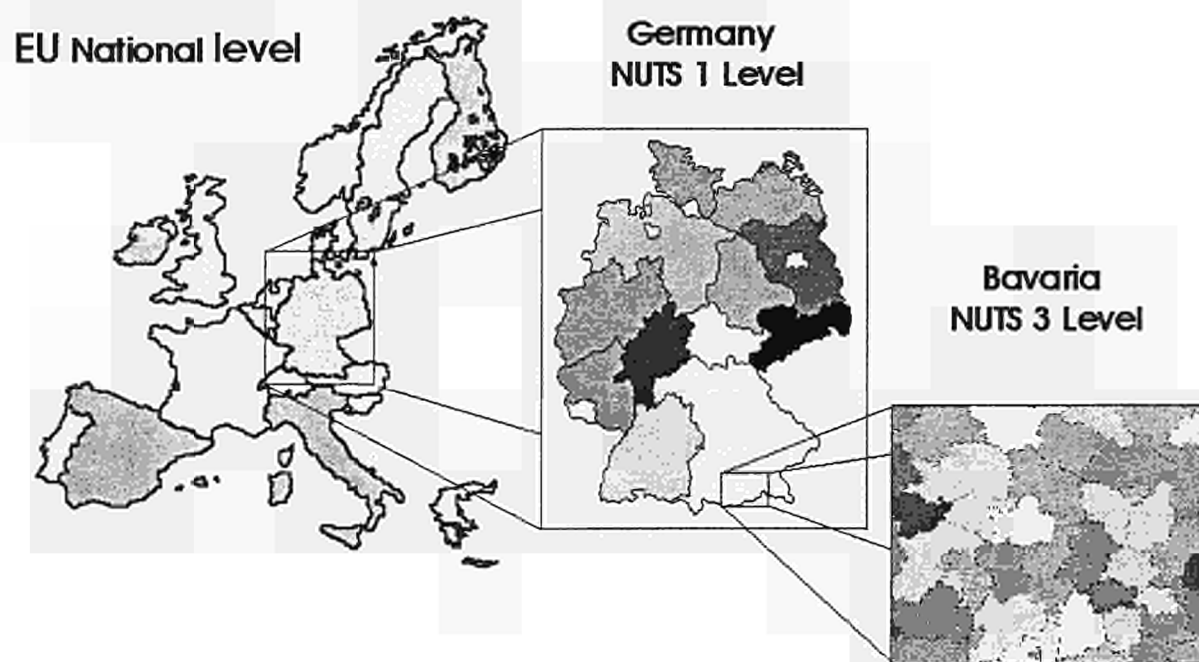 EU National level
Germany
NUTS 1 Level
Bavaria
NUTS 3 Level